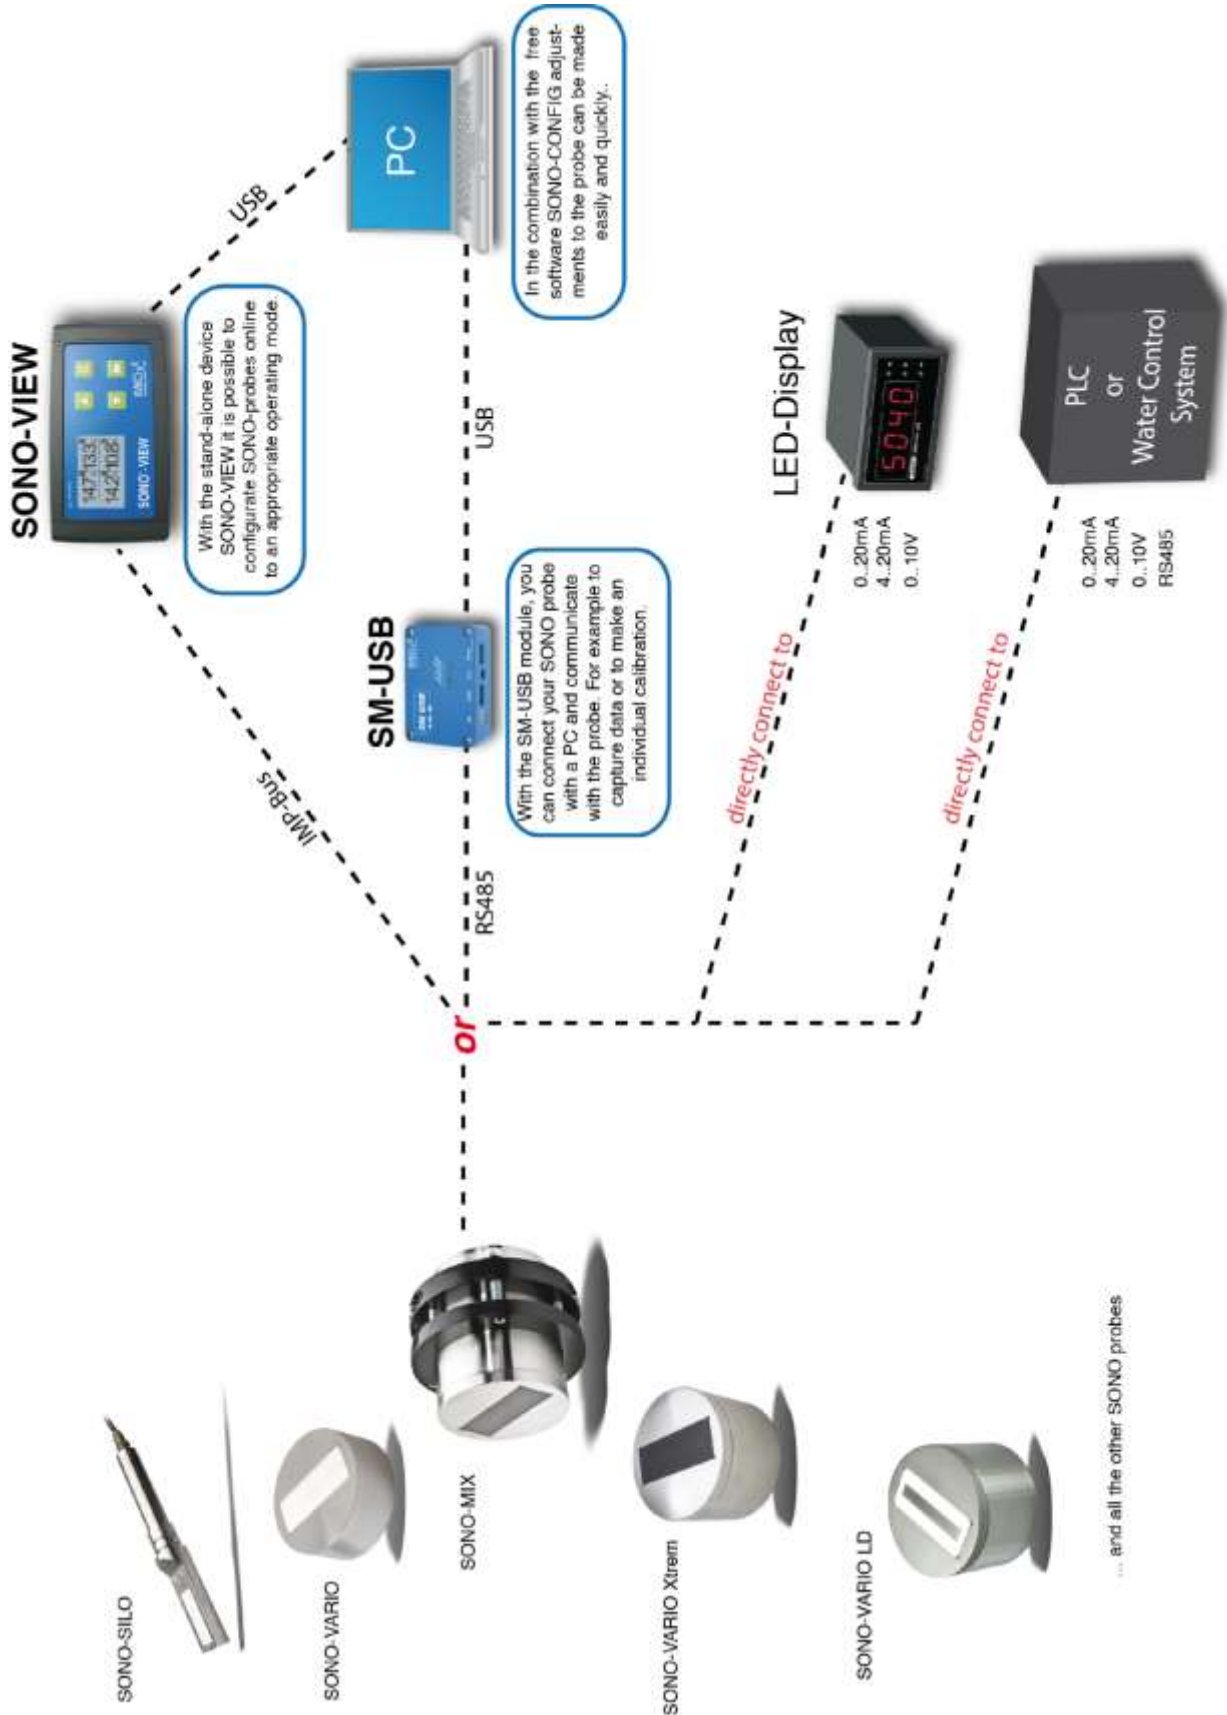 SONO-VIEW
SONO-VIEW
With the stand-alone device
SONO-VIEW it is possible to
configurate SONO-probes online
to an appropriate operating mode.
USB
PC
In the combination with the free
software SONO-CONFIG adjust-
ments to the probe can be made
easily and quickly..
IMP-Bus
SM-USB
SM-USB
With the SM-USB module, you
can connect your SONO probe
with a PC and communicate
with the probe. For example to
capture data or to make an
individual calibration.
RS485
USB
or
LED-Display
5040
0..20mA
4..20mA
0..10V
directly connect to
PLC
or
Water Control
System
0..20mA
4..20mA
0..10V
RS485
directly connect to
SONO-SILO
SONO-VARIO
SONO-MIX
SONO-VARIO Xtrem
SONO-VARIO LD
... and all the other SONO probes